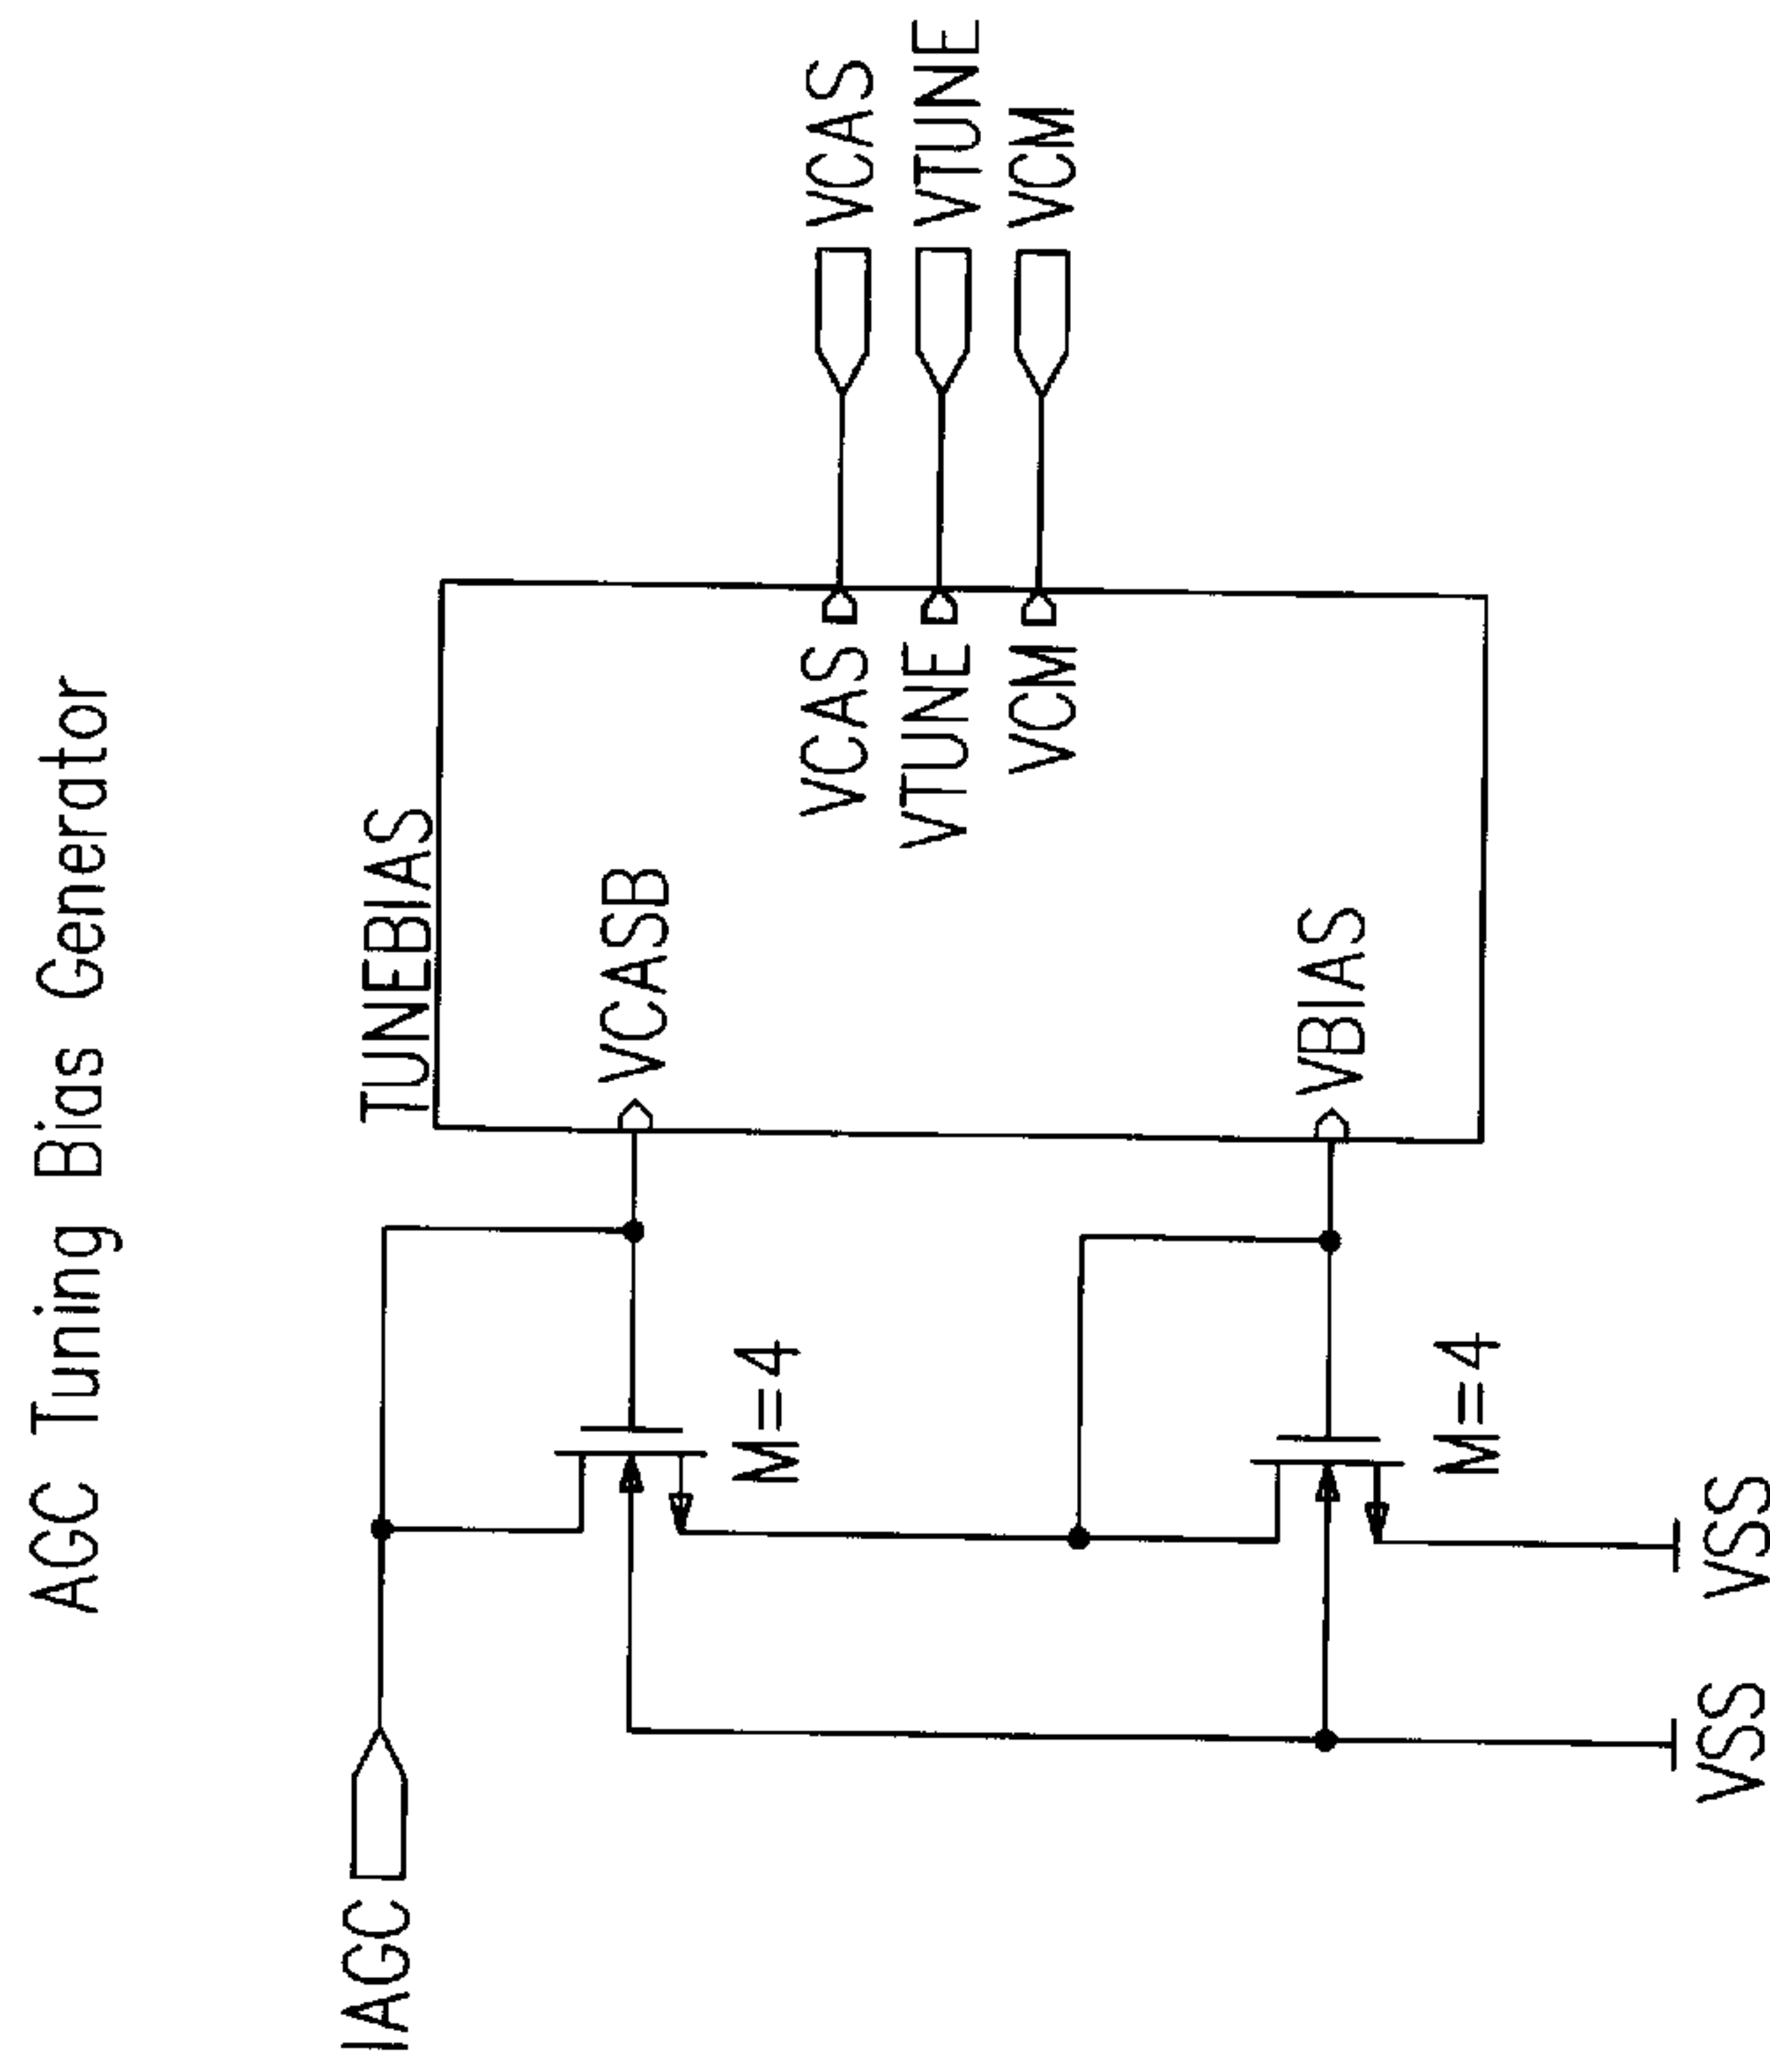 AGC Tuning Bias Generator
IAGC
TUNEBIAS
VCASB
VCAS
VCAS
VTUNE
VTUNE
VCM
VCM
M=4
VBIAS
M=4
VSS
VSS